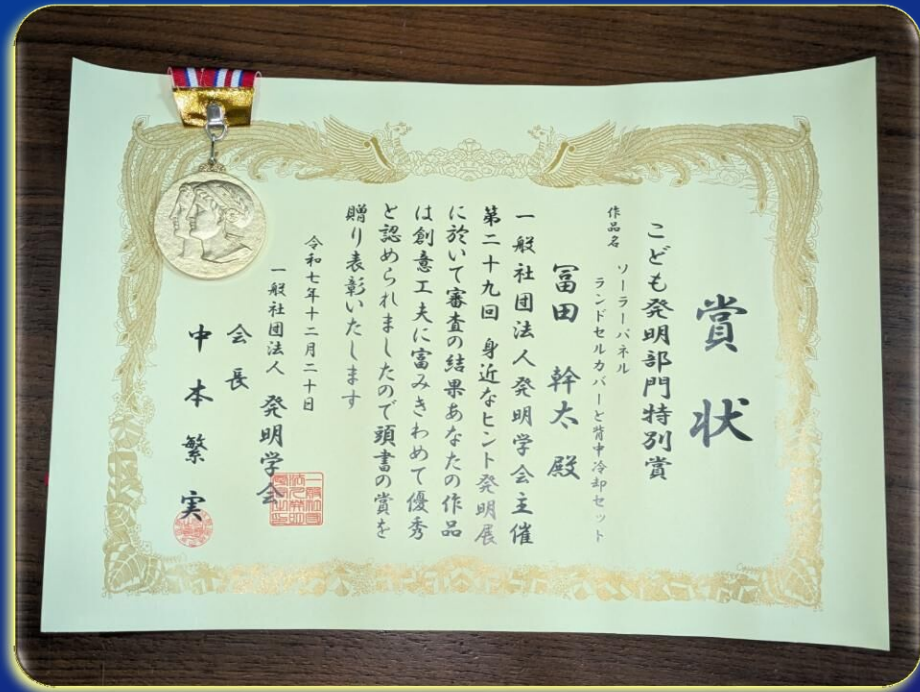 賞状
こども発明部門特別賞
作品名 ソーラーパネル
ランドセルカバーと背中冷却セット
冨田 幹太 殿
一般社団法人発明学会主催
第二十九回 身近なヒント発明展
に於いて審査の結果あなたの作品
は創意工夫に富みきわめて優秀
と認められましたので頭書の賞を
贈り表彰いたします
令和七年十二月二十日
一般社団法人 発明学会
会長
中本繁実